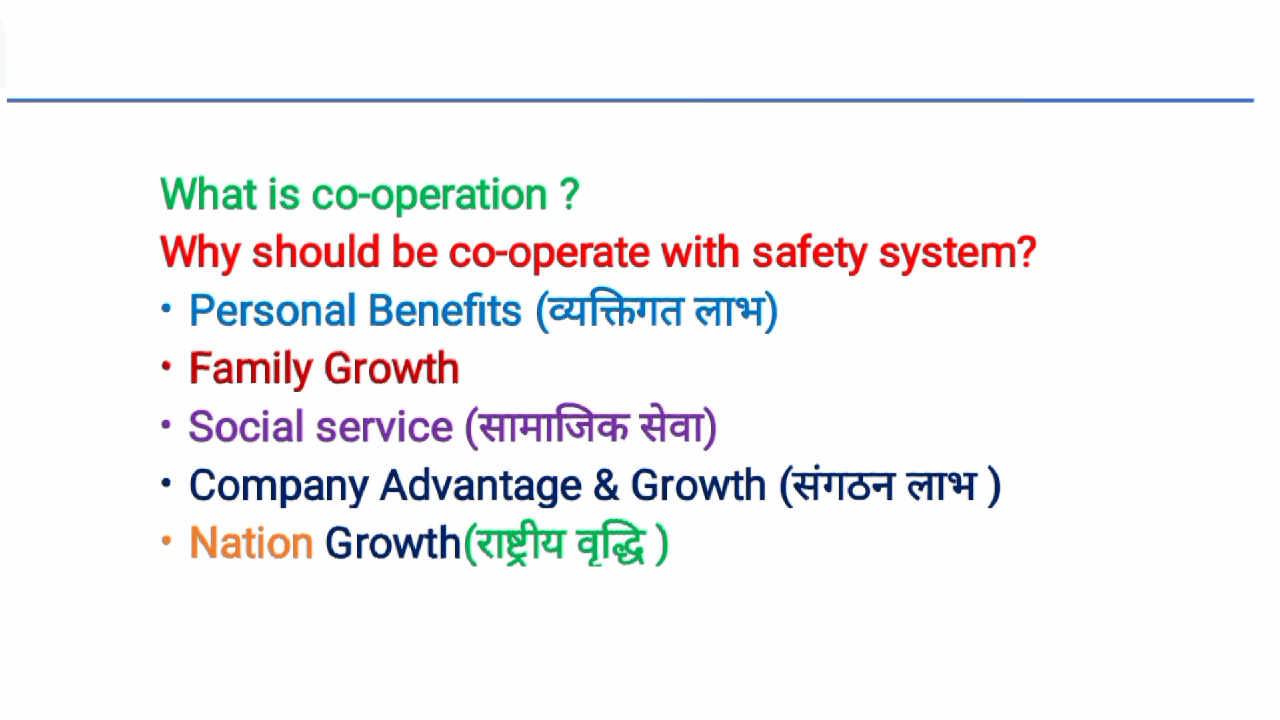 What is co-operation ?
Why should be co-operate with safety system?
• Personal Benefits (व्यक्तिगत लाभ)
• Family Growth
• Social service (सामाजिक सेवा)
• Company Advantage & Growth (संगठन लाभ )
• Nation Growth(राष्ट्रीय वृद्धि )